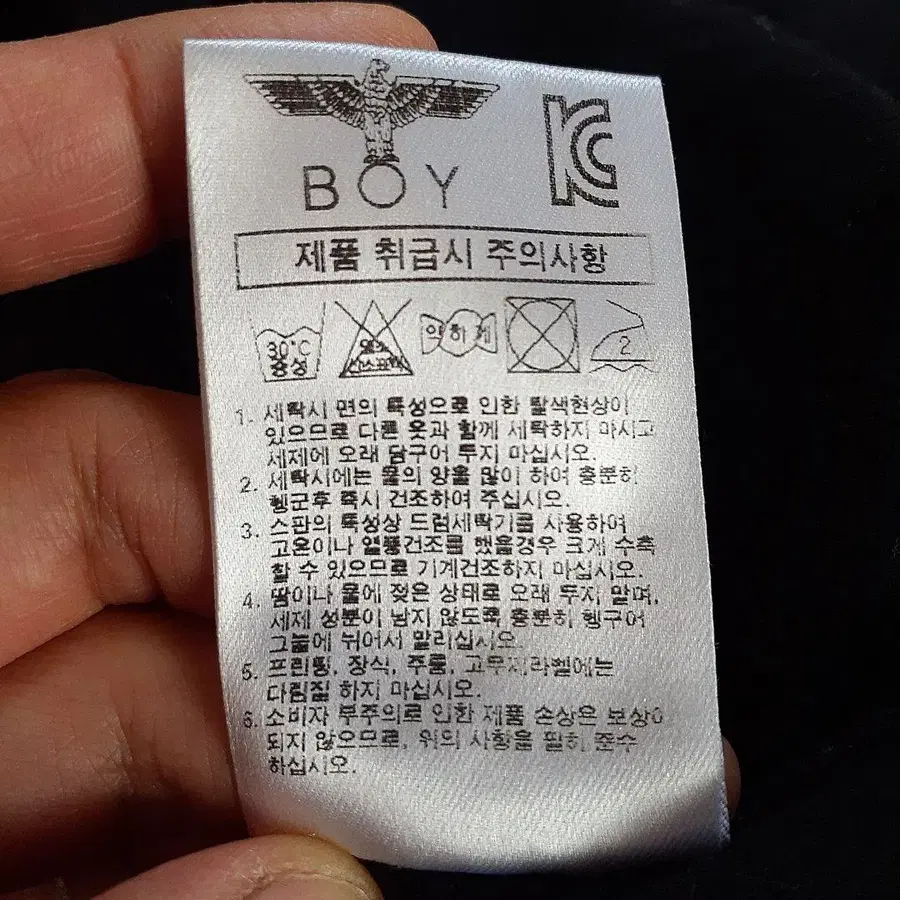 BOY
제품 취급시 주의사항
30°C
중성
염소
산소표백
약하게
2
1. 세탁시 면의 특성으로 인한 탈색현상이
있으므로 다른 옷과 함께 세탁하지 마시고
세제에 오래 담구어 두지 마십시오.
2. 세탁시에는 물의 양을 많이 하여 충분히
헹군후 즉시 건조하여 주십시오.
3. 스판의 특성상 드럼세탁기를 사용하여
고온이나 열풍건조를 했을경우 크게 수축
할 수 있으므로 기계건조하지 마십시오.
4. 땀이나 물에 젖은 상태로 오래 두지 말며,
세제 성분이 남지 않도록 충분히 헹구어
그늘에 뉘어서 말리십시오.
5. 프린팅, 장식, 주름, 고무지라벨에는
다림질 하지 마십시오.
6. 소비자 부주의로 인한 제품 손상은 보상이
되지 않으므로, 위의 사항을 필히 준수
하십시오.